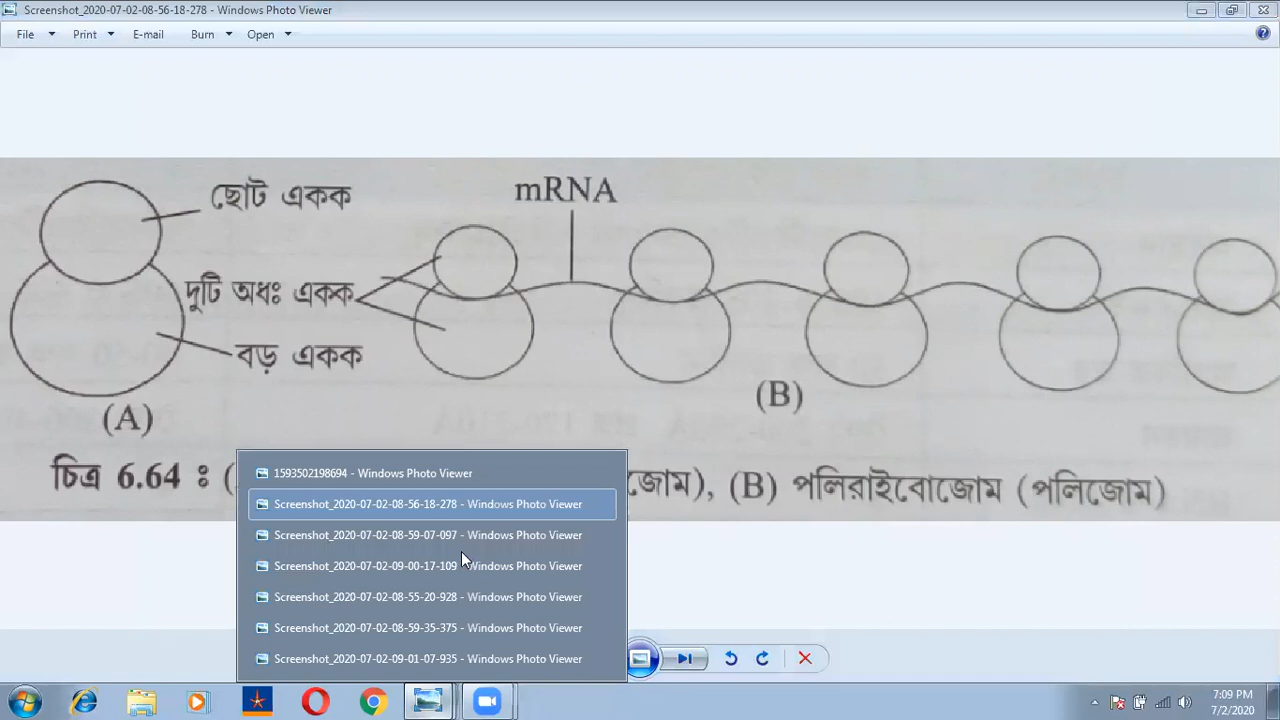 Screenshot_2020-07-02-08-56-18-278 - Windows Photo Viewer
File Print E-mail Burn Open
ছোট একক
mRNA
দুটি অধঃ একক
বড় একক
(A)
(B)
চিত্র 6.64 ঃ (
), (B) পলিরাইবোজোম (পলিজোম)
1593502198694 - Windows Photo Viewer
Screenshot_2020-07-02-08-56-18-278 - Windows Photo Viewer
Screenshot_2020-07-02-08-59-07-097 - Windows Photo Viewer
Screenshot_2020-07-02-09-00-17-109 - Windows Photo Viewer
Screenshot_2020-07-02-08-55-20-928 - Windows Photo Viewer
Screenshot_2020-07-02-08-59-35-375 - Windows Photo Viewer
Screenshot_2020-07-02-09-01-07-935 - Windows Photo Viewer
7:09 PM
7/2/2020